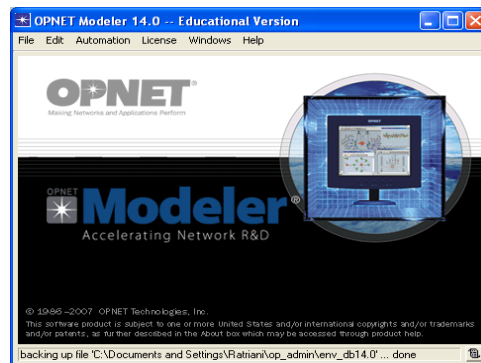 OPNET Modeler 14.0 -- Educational Version
File Edit Automation License Windows Help
OPNET®
Making Networks and Applications Perform
OPNET
OPNET
Modeler®
Accelerating Network R&D
© 1986-2007 OPNET Technologies, Inc.
This software product is subject to one or more United States and/or international copyrights and/or trademarks
and/or patents, as further described in the About box which may be accessed through product help.
backing up file 'C:\Documents and Settings\Ratriani\op_admin\env_db14.0' ... done